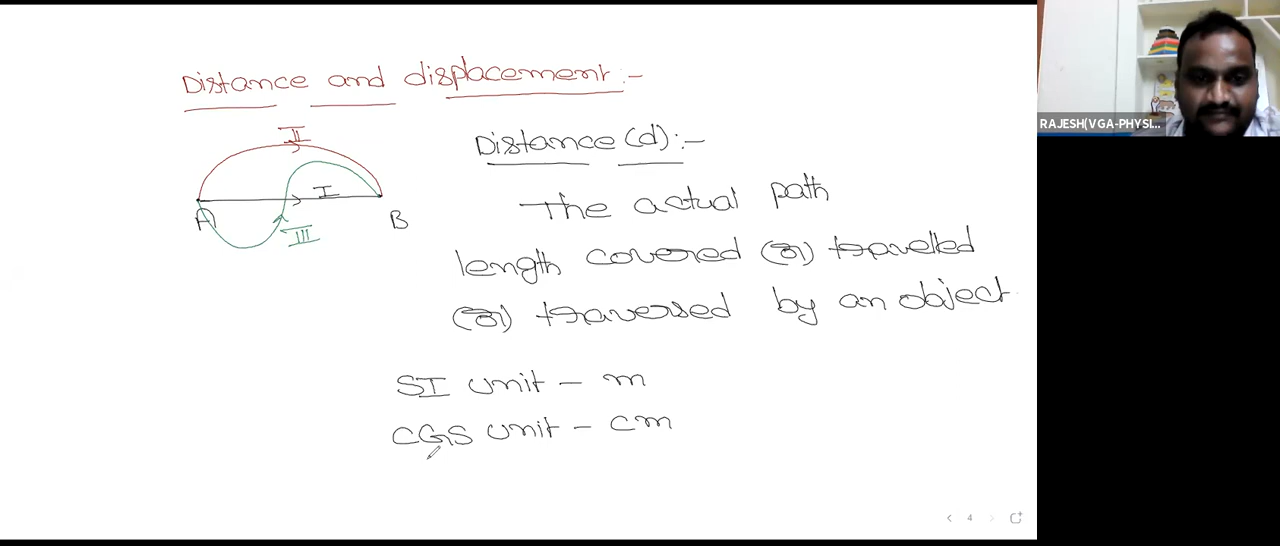 Distance and displacement:-
II
I
A
B
III
Distance (d):-
The actual path
length covered (or) travelled
(or) traversed by an object
SI unit - m
CGS unit - cm
RAJESH(VGA-PHYSI...
4